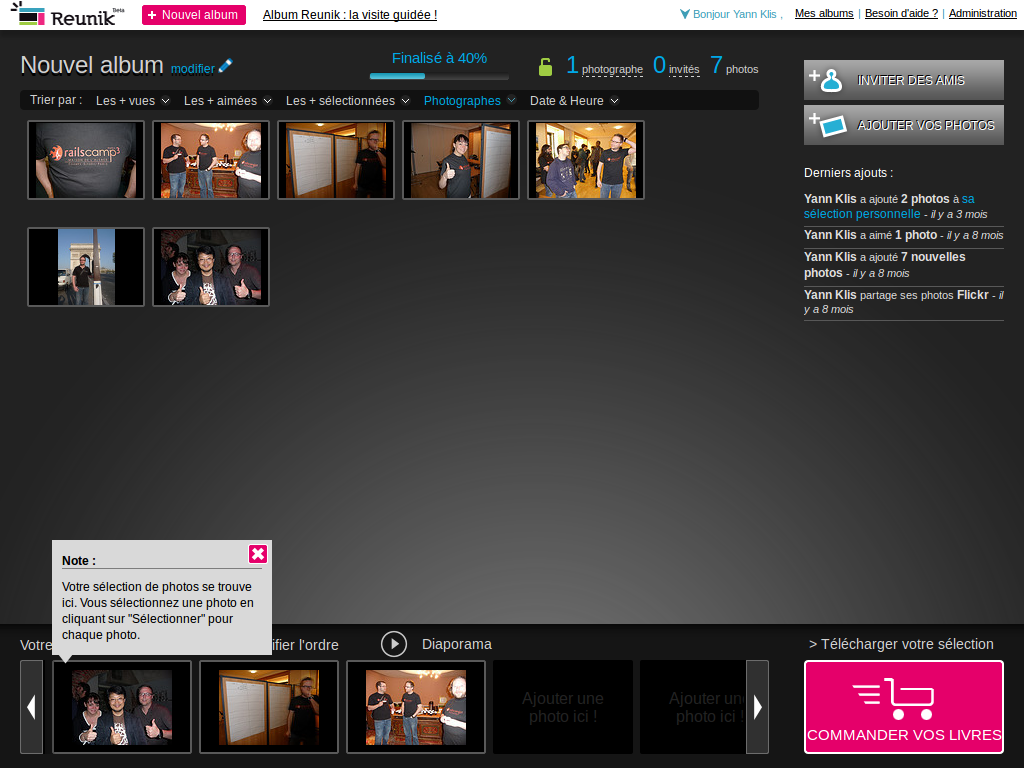 Reunik Beta
+ Nouvel album
Album Reunik : la visite guidée !
Bonjour Yann Klis ,
Mes albums | Besoin d'aide ? | Administration
Nouvel album modifier
Finalisé à 40%
1 photographe 0 invités 7 photos
Trier par : Les + vues Les + aimées Les + sélectionnées Photographes Date & Heure
railscamp3
INVITER DES AMIS
AJOUTER VOS PHOTOS
Derniers ajouts :
Yann Klis a ajouté 2 photos à sa
sélection personnelle - il y a 3 mois
Yann Klis a aimé 1 photo - il y a 8 mois
Yann Klis a ajouté 7 nouvelles
photos - il y a 8 mois
Yann Klis partage ses photos Flickr - il
y a 8 mois
Note :
Votre sélection de photos se trouve
ici. Vous sélectionnez une photo en
cliquant sur "Sélectionner" pour
chaque photo.
Votre
ifier l'ordre
Diaporama
> Télécharger votre sélection
Ajouter une
photo ici !
Ajouter un
photo ici !
COMMANDER VOS LIVRES